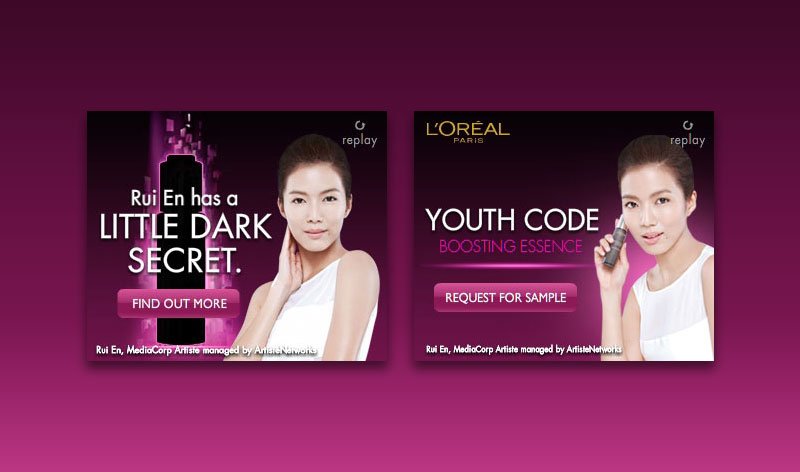 replay
Rui En has a
LITTLE DARK
SECRET.
FIND OUT MORE
Rui En, MediaCorp Artiste managed by ArtisteNetworks
L'ORÉAL
PARIS
replay
YOUTH CODE
BOOSTING ESSENCE
REQUEST FOR SAMPLE
Rui En, MediaCorp Artiste managed by ArtisteNetworks